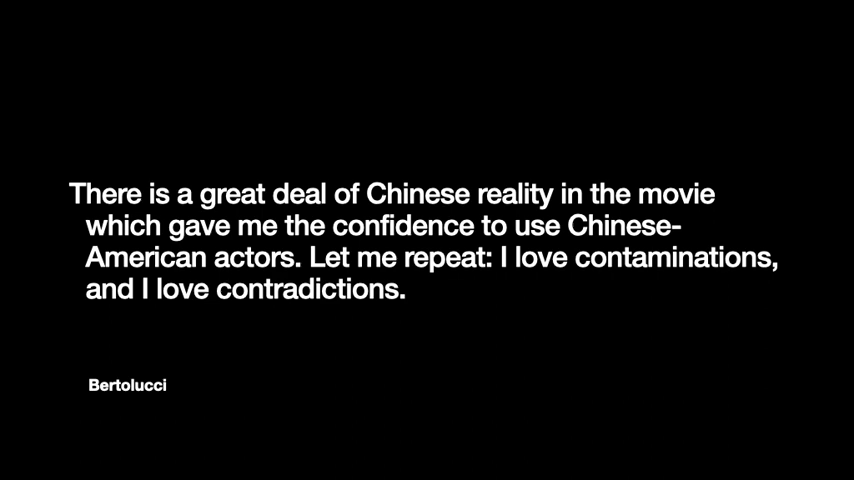 There is a great deal of Chinese reality in the movie
which gave me the confidence to use Chinese-
American actors. Let me repeat: I love contaminations,
and I love contradictions.
Bertolucci